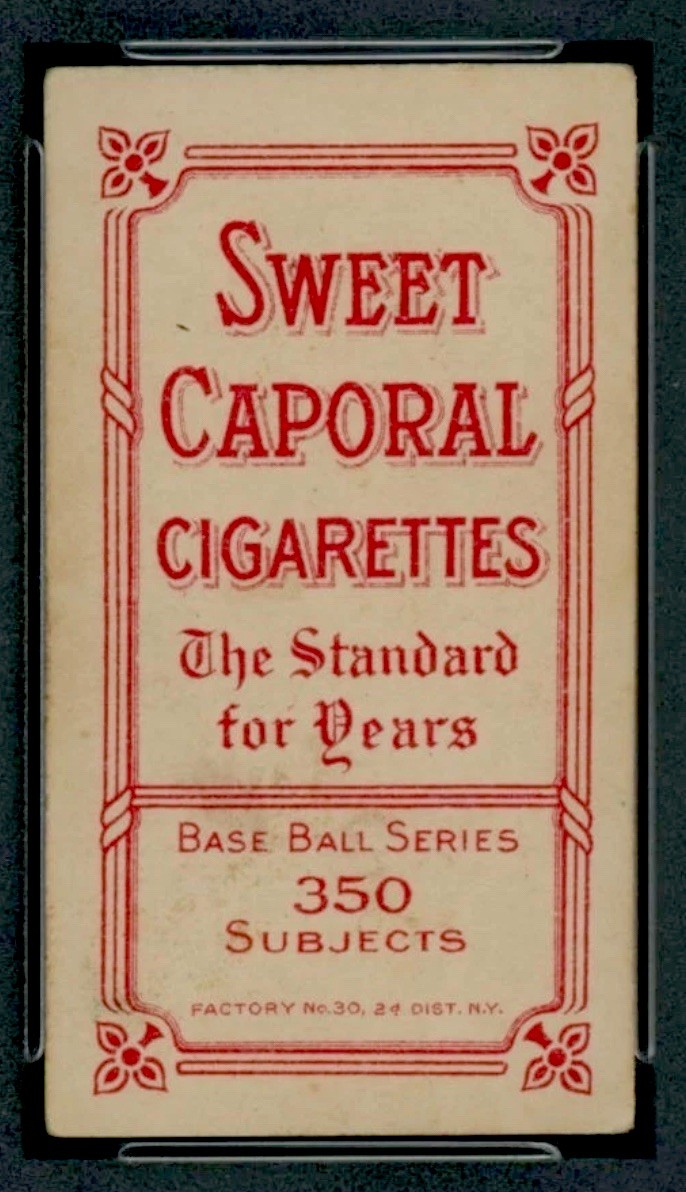 SWEET
CAPORAL
CIGARETTES
The Standard
for Years
BASE BALL SERIES
350
SUBJECTS
FACTORY No. 30, 2d DIST. N.Y.